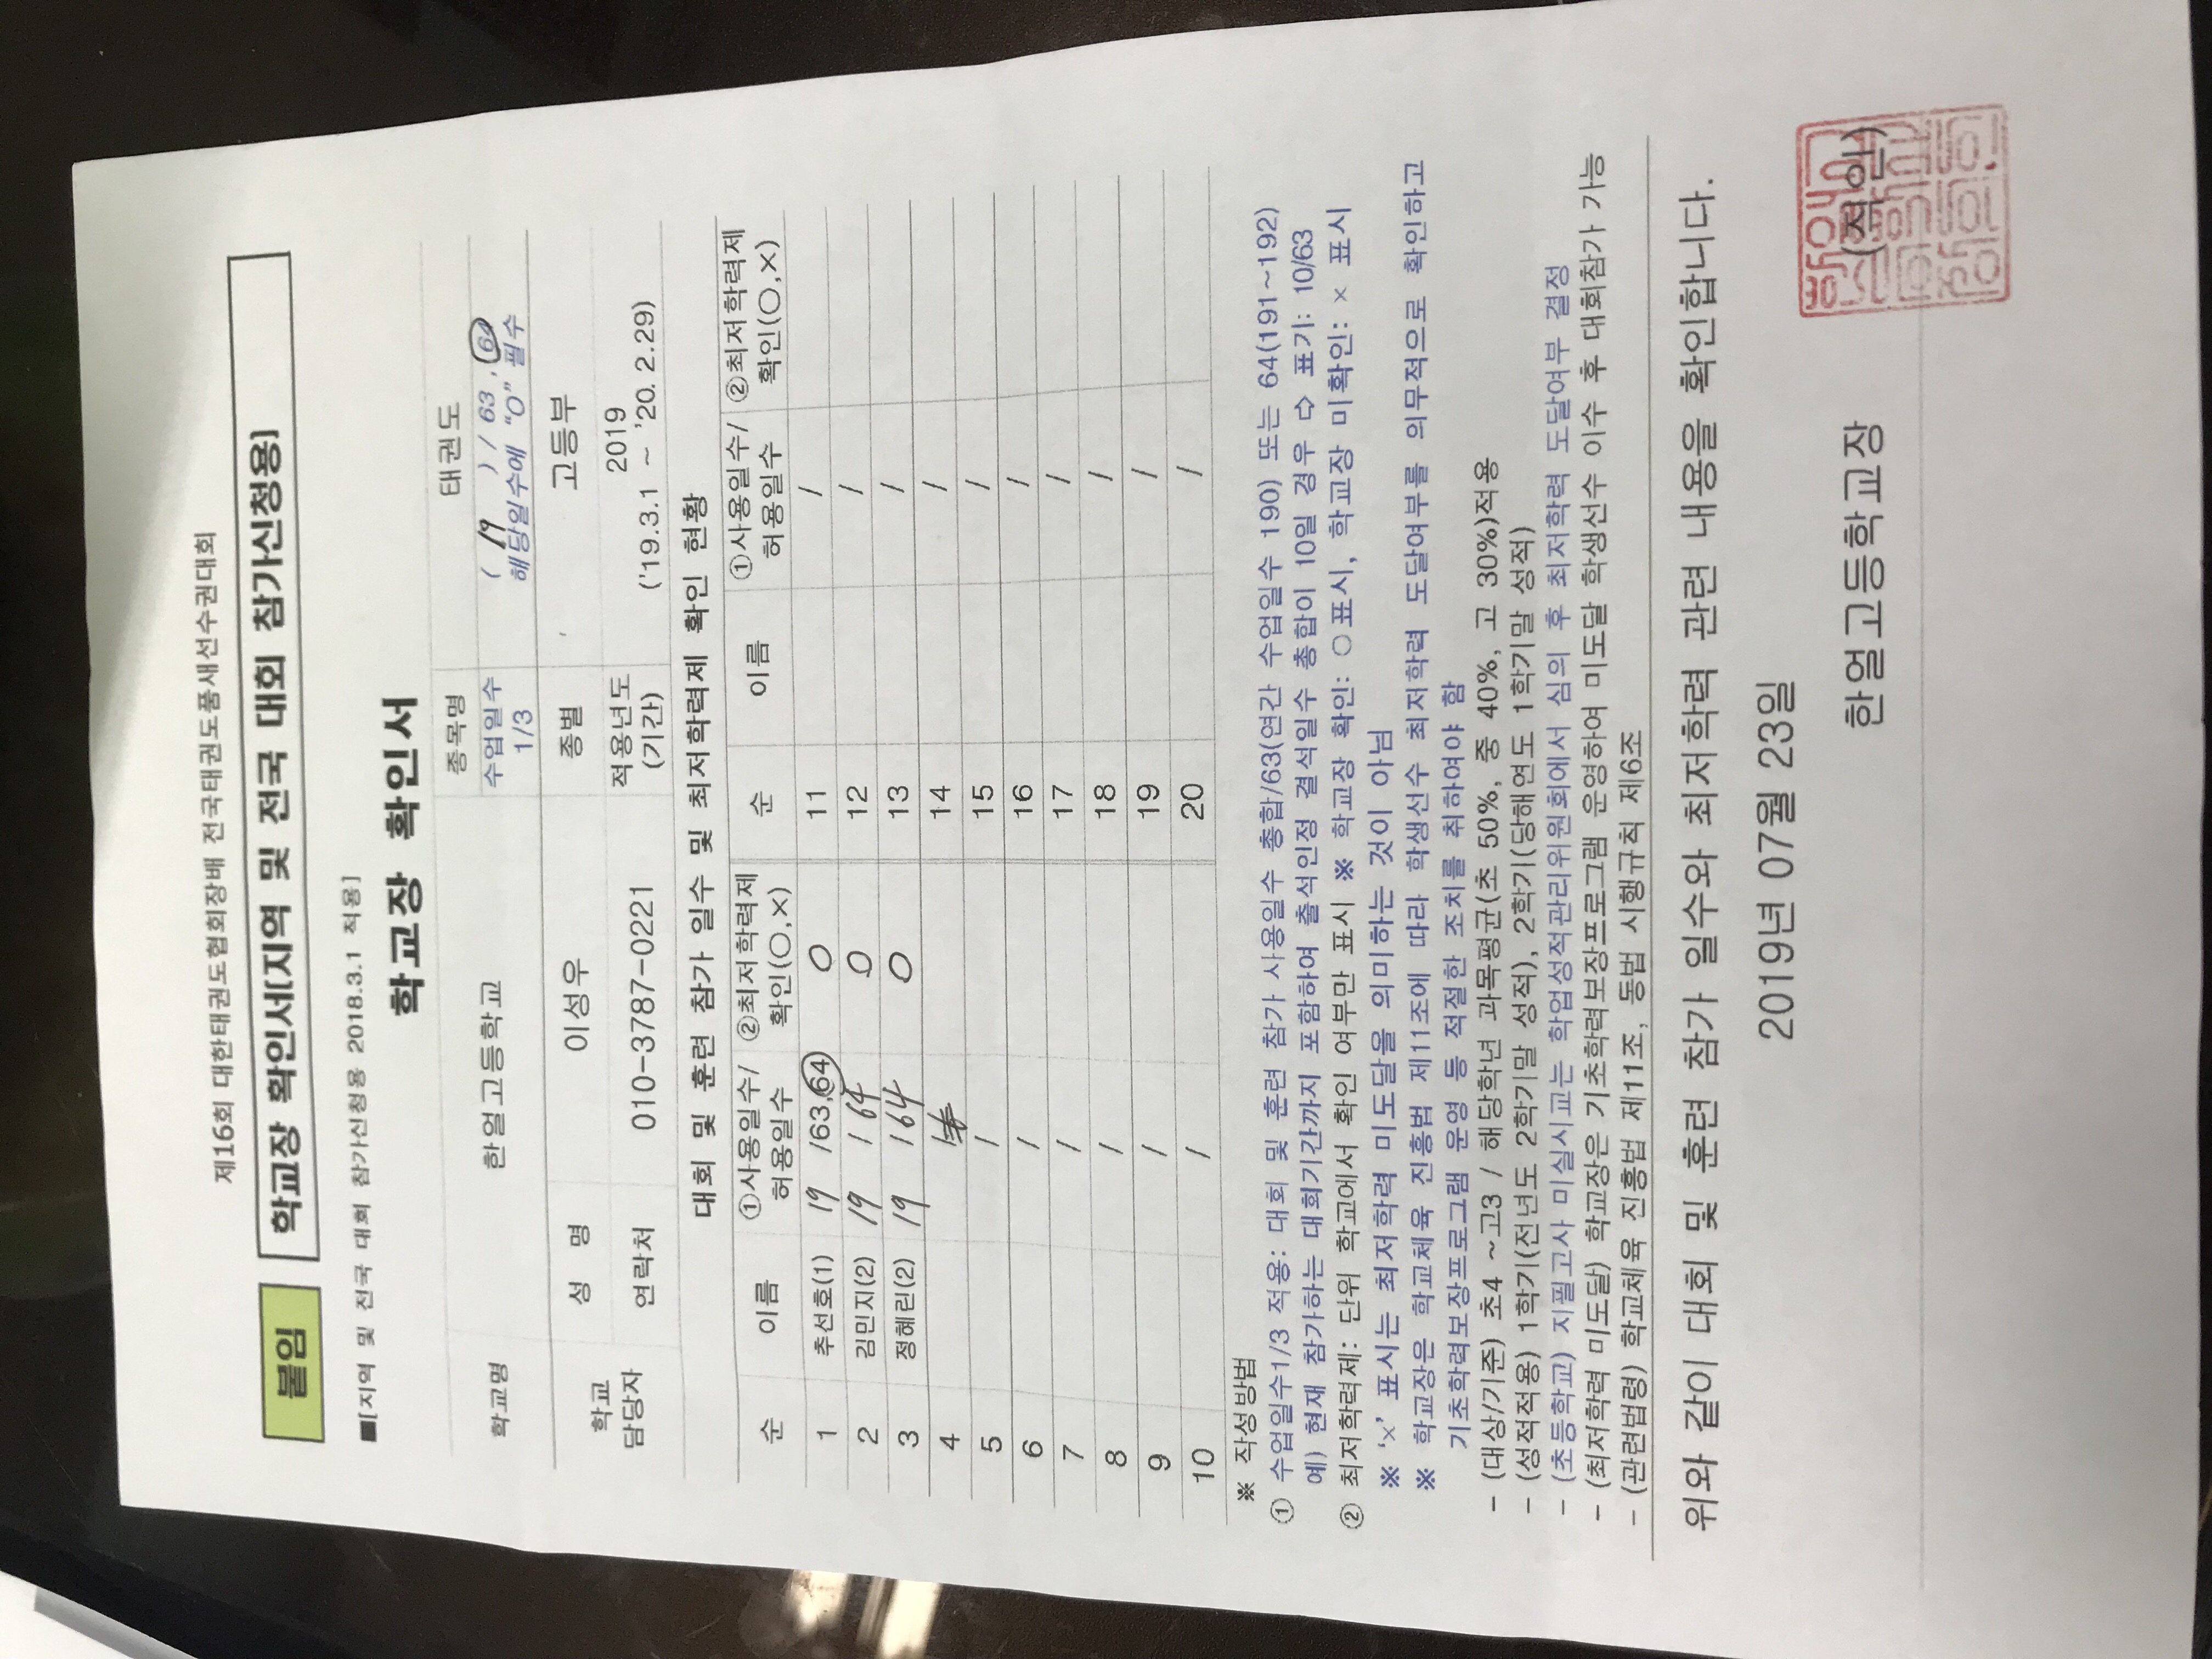 제16회 대한태권도협회장배 전국태권도품새선수권대회
붙임 학교장 확인서[지역 및 전국 대회 참가신청용]
■[지역 및 전국 대회 참가신청용 2018.3.1 적용]
학교장 확인서
학교명 한얼고등학교 종목명 태권도
수업일수 1/3 ( 19 ) / 63 , 64
해당일수에 “O” 필수
학교 담당자 성 명 이성우 종별 고등부
연락처 010-3787-0221 적용년도 (기간) 2019
('19.3.1 ~ '20. 2.29)
대회 및 훈련 참가 일수 및 최저학력제 확인 현황
순 이름 ①사용일수/ 허용일수 ②최저학력제 확인(○,×) 순 이름 ①사용일수/ 허용일수 ②최저학력제 확인(○,×)
1 추선호(1) 19 /63,64 O 11 /
2 김민지(2) 19 / 64 O 12 /
3 정혜린(2) 19 / 64 O 13 /
4 / 14 /
5 / 15 /
6 / 16 /
7 / 17 /
8 / 18 /
9 / 19 /
10 / 20 /
※ 작성방법
① 수업일수1/3 적용: 대회 및 훈련 참가 사용일수 총합/63(연간 수업일수 190) 또는 64(191~192)
예) 현재 참가하는 대회기간까지 포함하여 출석인정 결석일수 총합이 10일 경우 ⇨ 표기: 10/63
② 최저학력제: 단위 학교에서 확인 여부만 표시 ※ 학교장 확인: ○ 표시, 학교장 미확인: × 표시
※ ‘×’ 표시는 최저학력 미도달을 의미하는 것이 아님
※ 학교장은 학교체육 진흥법 제11조에 따라 학생선수 최저학력 도달여부를 의무적으로 확인하고
기초학력보장프로그램 운영 등 적절한 조치를 취하여야 함
- (대상/기준) 초4 ~고3 / 해당학년 과목평균(초 50%, 중 40%, 고 30%)적용
- (성적적용) 1학기(전년도 2학기말 성적), 2학기(당해연도 1학기말 성적)
- (초등학교) 지필고사 미실시교는 학업성적관리위원회에서 심의 후 최저학력 도달여부 결정
- (최저학력 미도달) 학교장은 기초학력보장프로그램 운영하여 미도달 학생선수 이수 후 대회참가 가능
- (관련법령) 학교체육 진흥법 제11조, 동법 시행규칙 제6조
위와 같이 대회 및 훈련 참가 일수와 최저학력 관련 내용을 확인합니다.
2019년 07월 23일
한얼고등학교장 (직인)